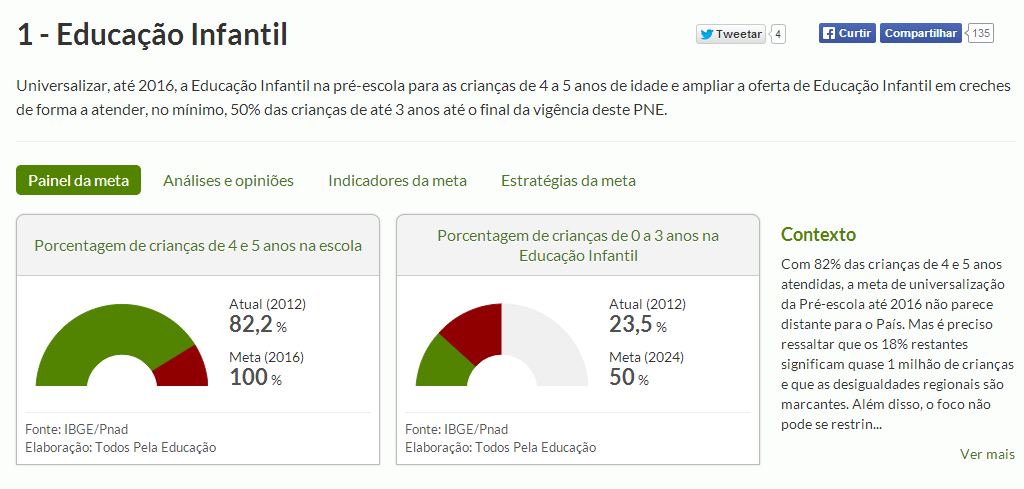 1 - Educação Infantil
Tweetar 4
Curtir Compartilhar 135
Universalizar, até 2016, a Educação Infantil na pré-escola para as crianças de 4 a 5 anos de idade e ampliar a oferta de Educação Infantil em creches
de forma a atender, no mínimo, 50% das crianças de até 3 anos até o final da vigência deste PNE.
Painel da meta
Análises e opiniões
Indicadores da meta
Estratégias da meta
Porcentagem de crianças de 4 e 5 anos na escola
Atual (2012)
82,2 %
Meta (2016)
100 %
Fonte: IBGE/Pnad
Elaboração: Todos Pela Educação
Porcentagem de crianças de 0 a 3 anos na
Educação Infantil
Atual (2012)
23,5 %
Meta (2024)
50 %
Fonte: IBGE/Pnad
Elaboração: Todos Pela Educação
Contexto
Com 82% das crianças de 4 e 5 anos
atendidas, a meta de universalização
da Pré-escola até 2016 não parece
distante para o País. Mas é preciso
ressaltar que os 18% restantes
significam quase 1 milhão de crianças
e que as desigualdades regionais são
marcantes. Além disso, o foco não
pode se restrin...
Ver mais